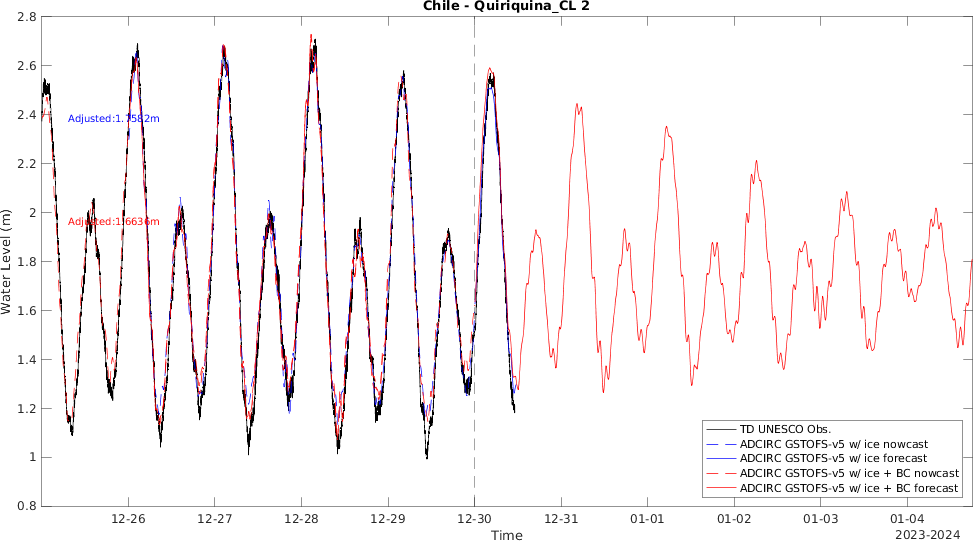 Chile - Quiriquina_CL 2
2.8
2.6
2.4
2.2
2
1.8
1.6
1.4
1.2
1
0.8
Water Level (m)
Adjusted:1.7582m
Adjusted:1.6636m
TD UNESCO Obs.
ADCIRC GSTOFS-v5 w/ ice nowcast
ADCIRC GSTOFS-v5 w/ ice forecast
ADCIRC GSTOFS-v5 w/ ice + BC nowcast
ADCIRC GSTOFS-v5 w/ ice + BC forecast
12-26 12-27 12-28 12-29 12-30 12-31 01-01 01-02 01-03 01-04
Time
2023-2024